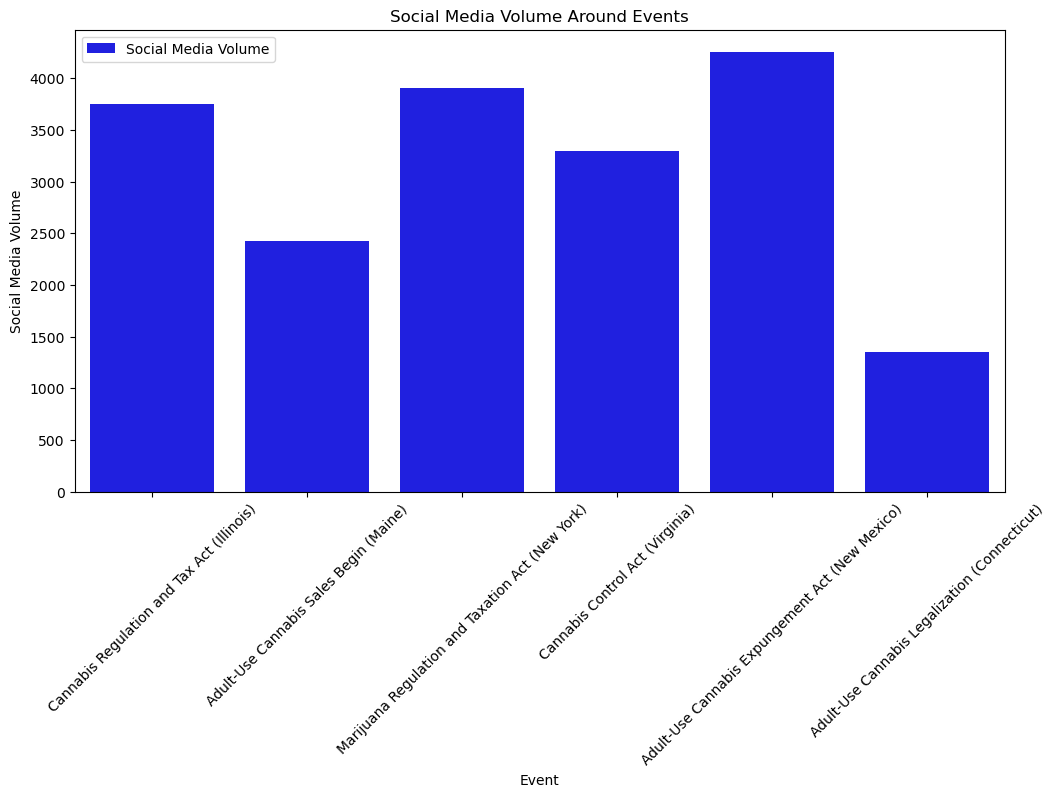 Social Media Volume Around Events
Social Media Volume
Social Media Volume
4000
3500
3000
2500
2000
1500
1000
500
0
Cannabis Regulation and Tax Act (Illinois)
Adult-Use Cannabis Sales Begin (Maine)
Marijuana Regulation and Taxation Act (New York)
Cannabis Control Act (Virginia)
Adult-Use Cannabis Expungement Act (New Mexico)
Adult-Use Cannabis Legalization (Connecticut)
Event